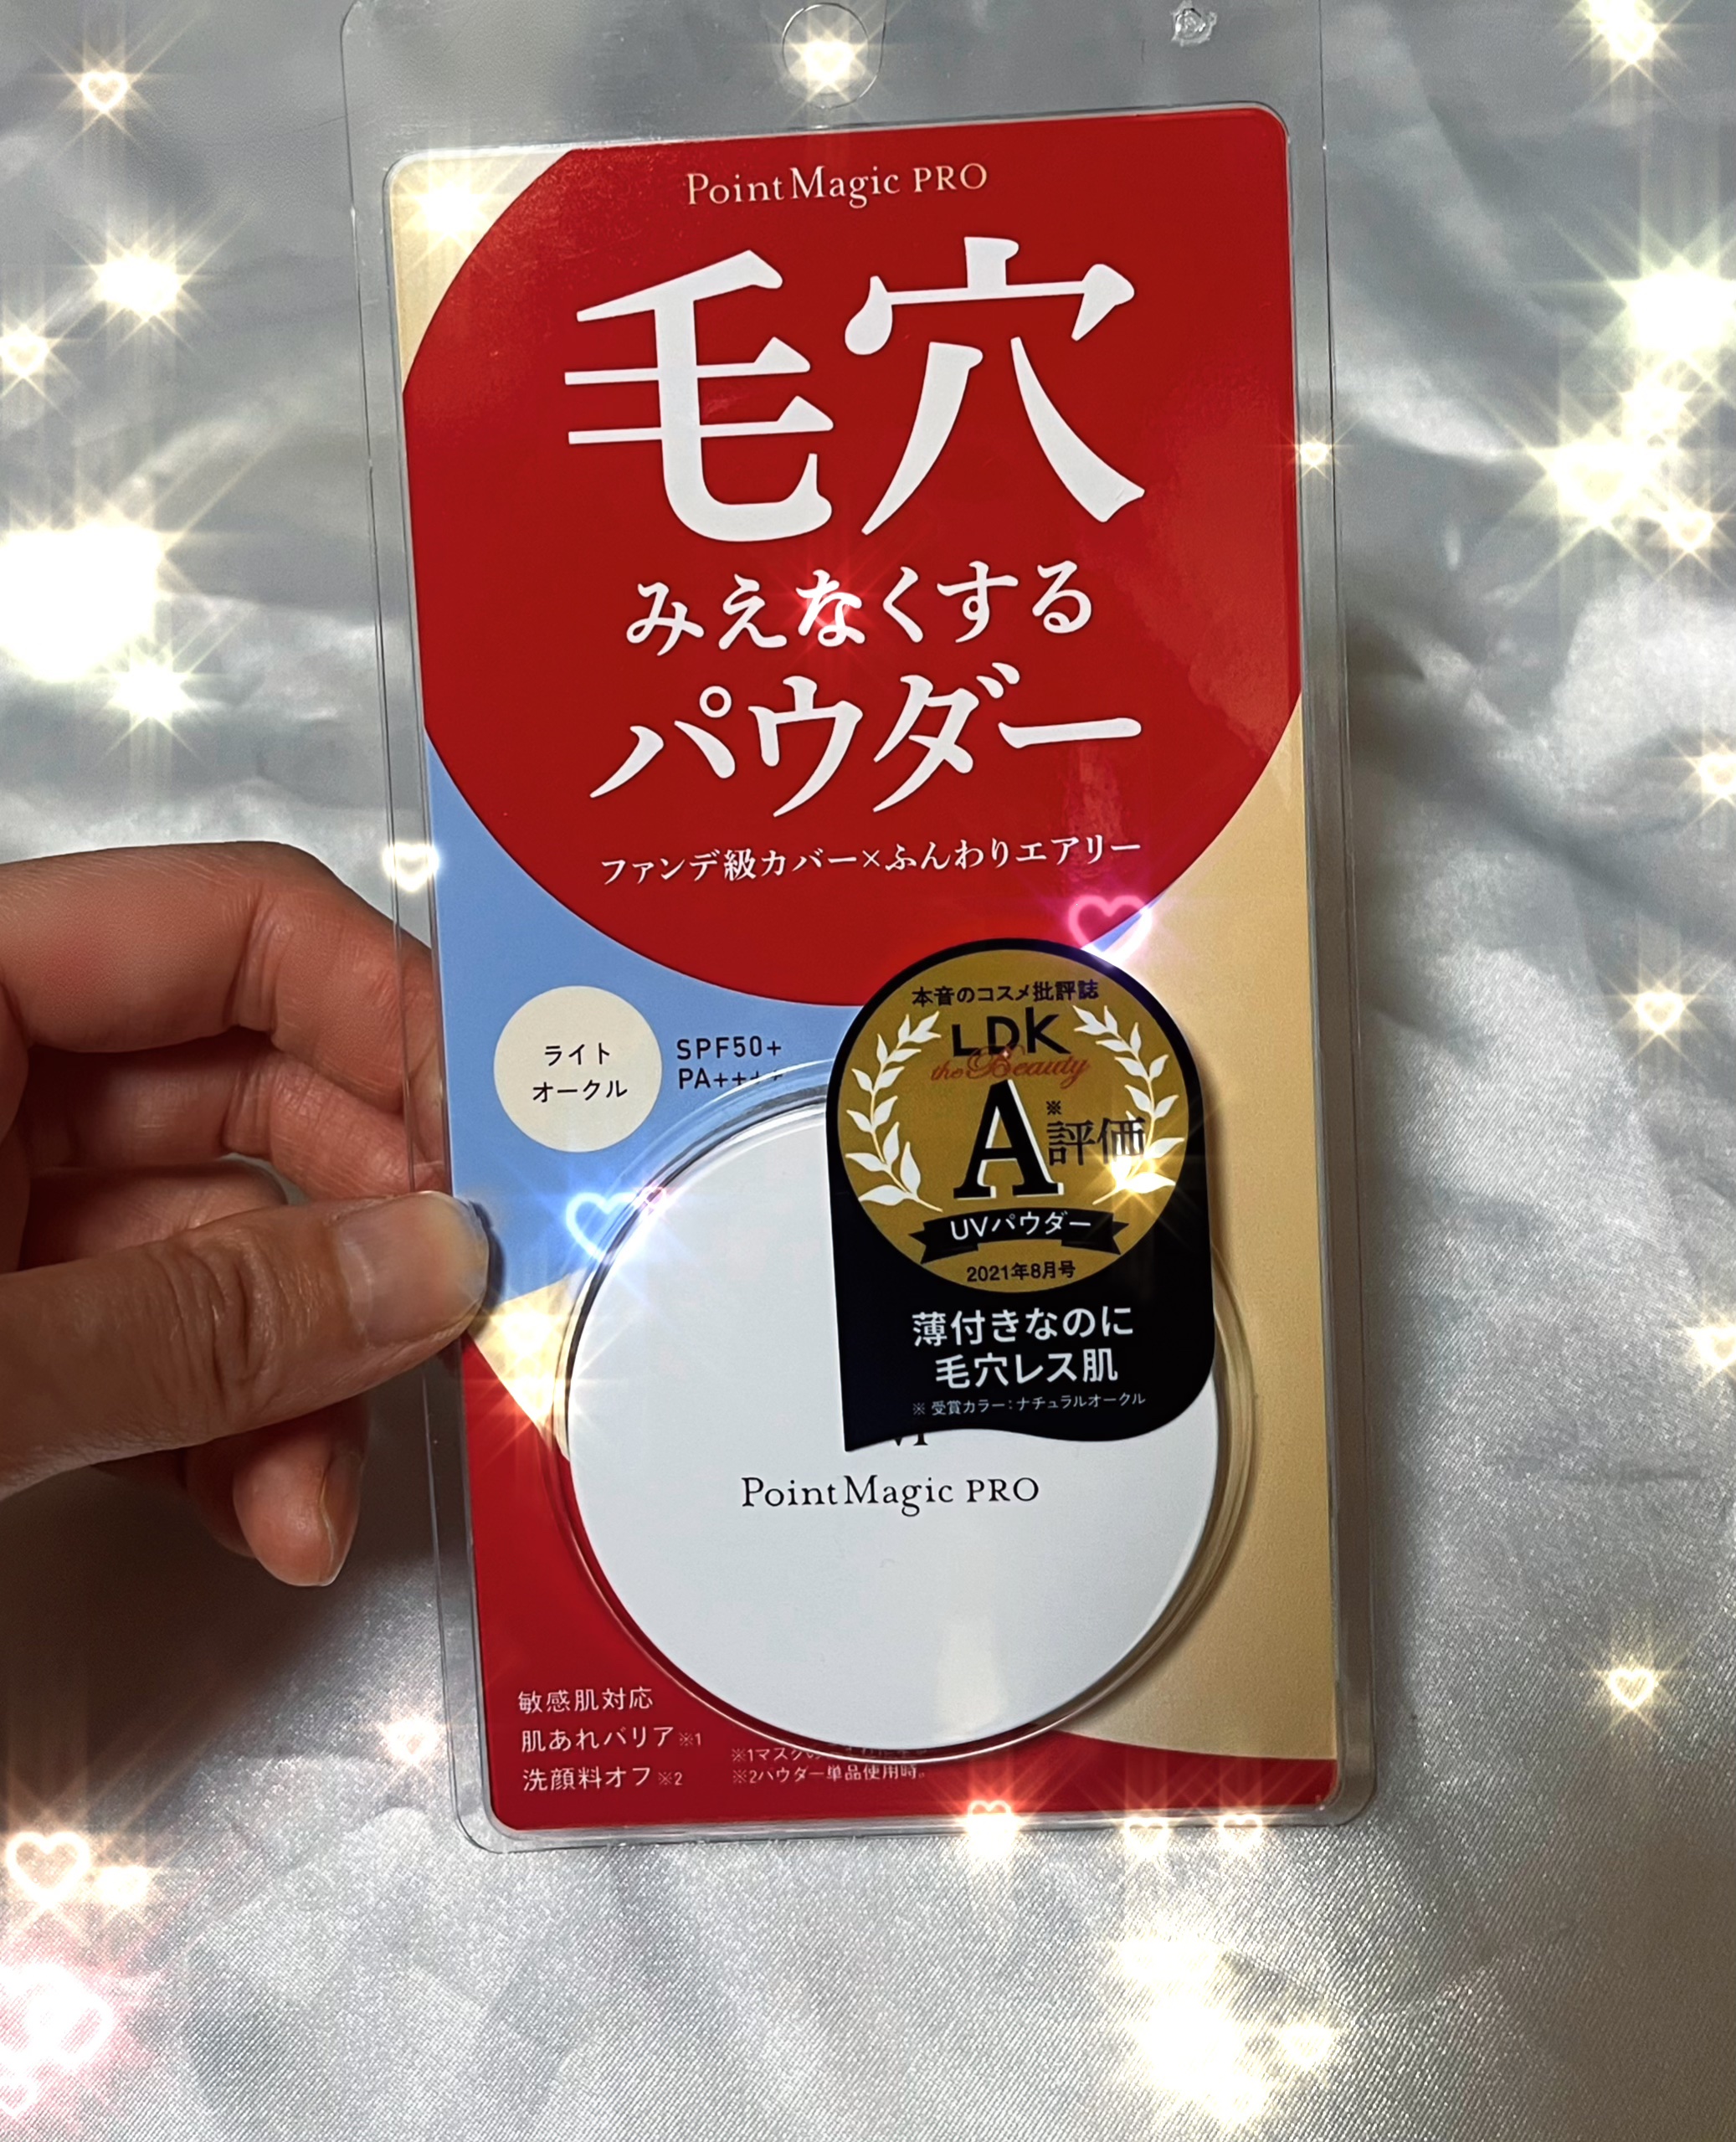 PointMagic PRO
毛穴
みえなくする
パウダー
ファンデ級カバー×ふんわりエアリー
ライト
オークル
SPF50+
PA++++
本音のコスメ批評誌
LDK
the Beauty
A※評価
UVパウダー
2021年8月号
薄付きなのに
毛穴レス肌
※受賞カラー：ナチュラルオークル
PointMagic PRO
敏感肌対応
肌あれバリア※1
洗顔料オフ※2
※1マスクの
※2パウダー単品使用時。